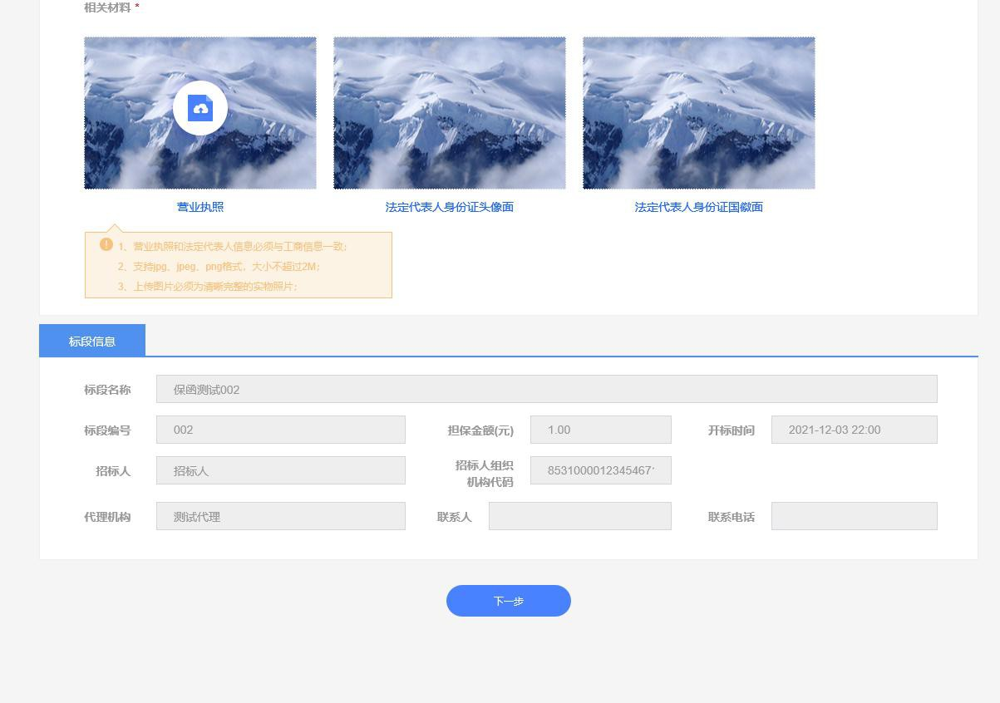 相关材料 *
营业执照
法定代表人身份证头像面
法定代表人身份证国徽面
1、营业执照和法定代表人信息必须与工商信息一致;
2、支持jpg、jpeg、png格式，大小不超过2M;
3、上传图片必须为清晰完整的实物照片;
标段信息
标段名称 保函测试002
标段编号 002 担保金额(元) 1.00 开标时间 2021-12-03 22:00
招标人 招标人 招标人组织
机构代码 853100001234546​7
代理机构 测试代理 联系人 联系电话
下一步